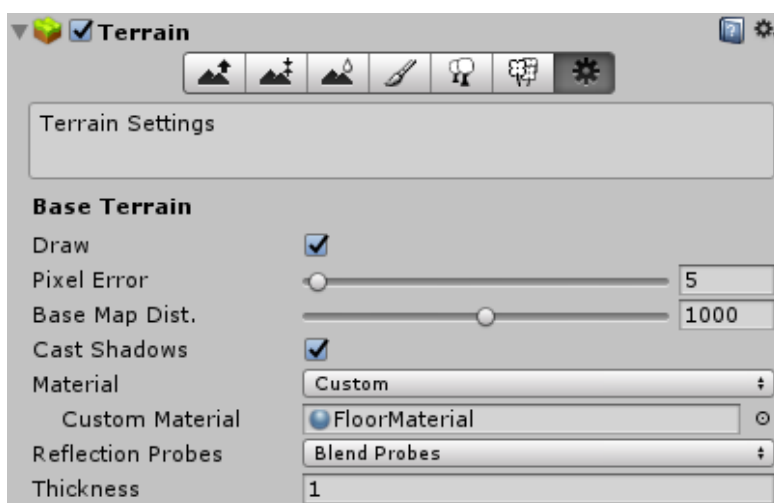 Terrain
Terrain Settings
Base Terrain
Draw
Pixel Error 5
Base Map Dist. 1000
Cast Shadows
Material Custom
Custom Material FloorMaterial
Reflection Probes Blend Probes
Thickness 1